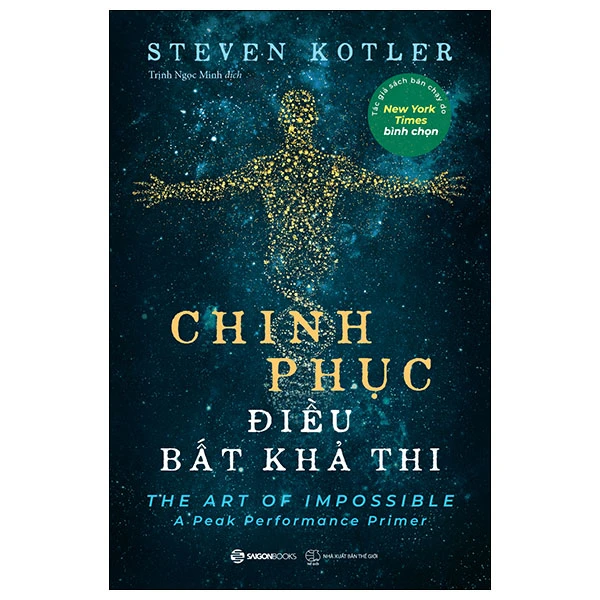 STEVEN KOTLER
Trịnh Ngọc Minh dịch
Tác giả sách bán chạy do
New York
Times
bình chọn
CHINH
PHỤC
ĐIỀU
BẤT KHẢ THI
THE ART OF IMPOSSIBLE
A Peak Performance Primer
SAIGONBOOKS
NHÀ XUẤT BẢN THẾ GIỚI